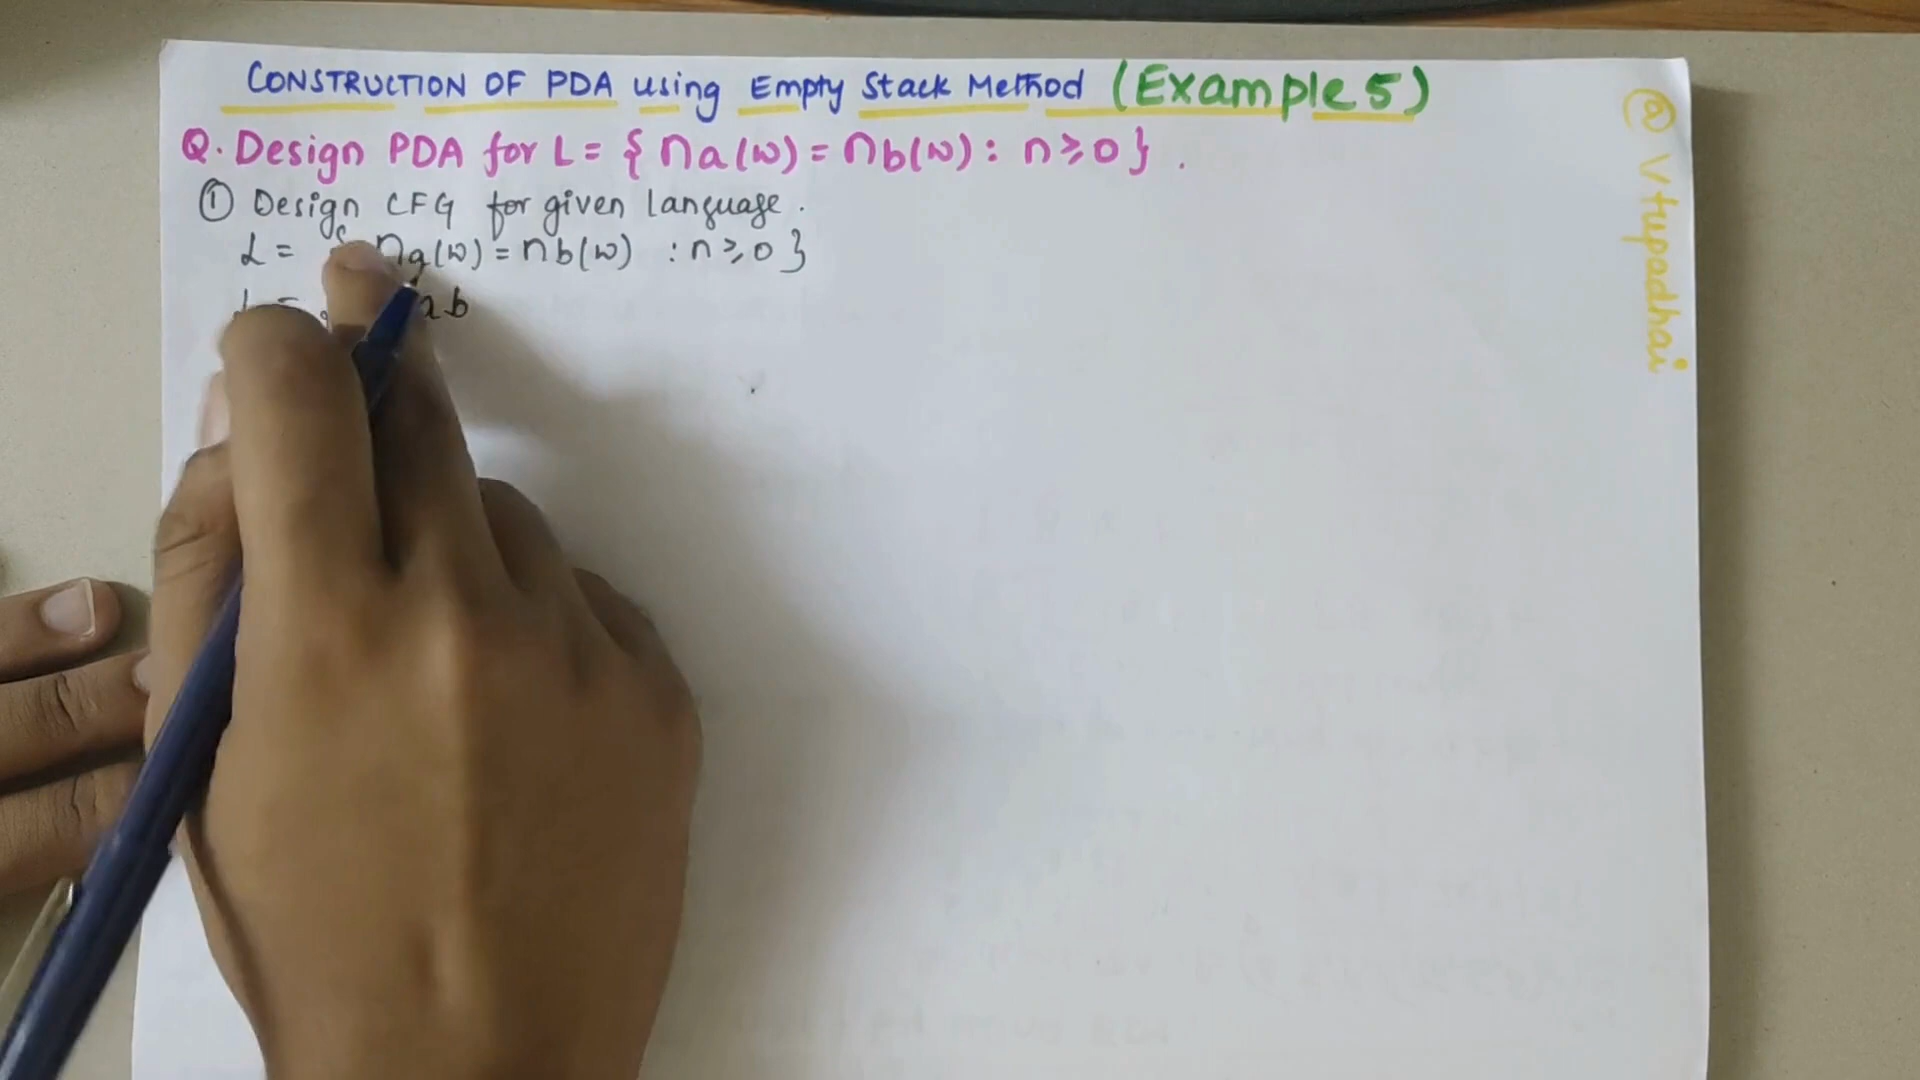 CONSTRUCTION OF PDA using Empty Stack Method (Example 5)
Q. Design PDA for L = { na(w) = nb(w) : n ≥ 0 } .
① Design CFG for given language.
L = { na(w) = nb(w) : n ≥ 0 }
L = ab
@Vtupadhai